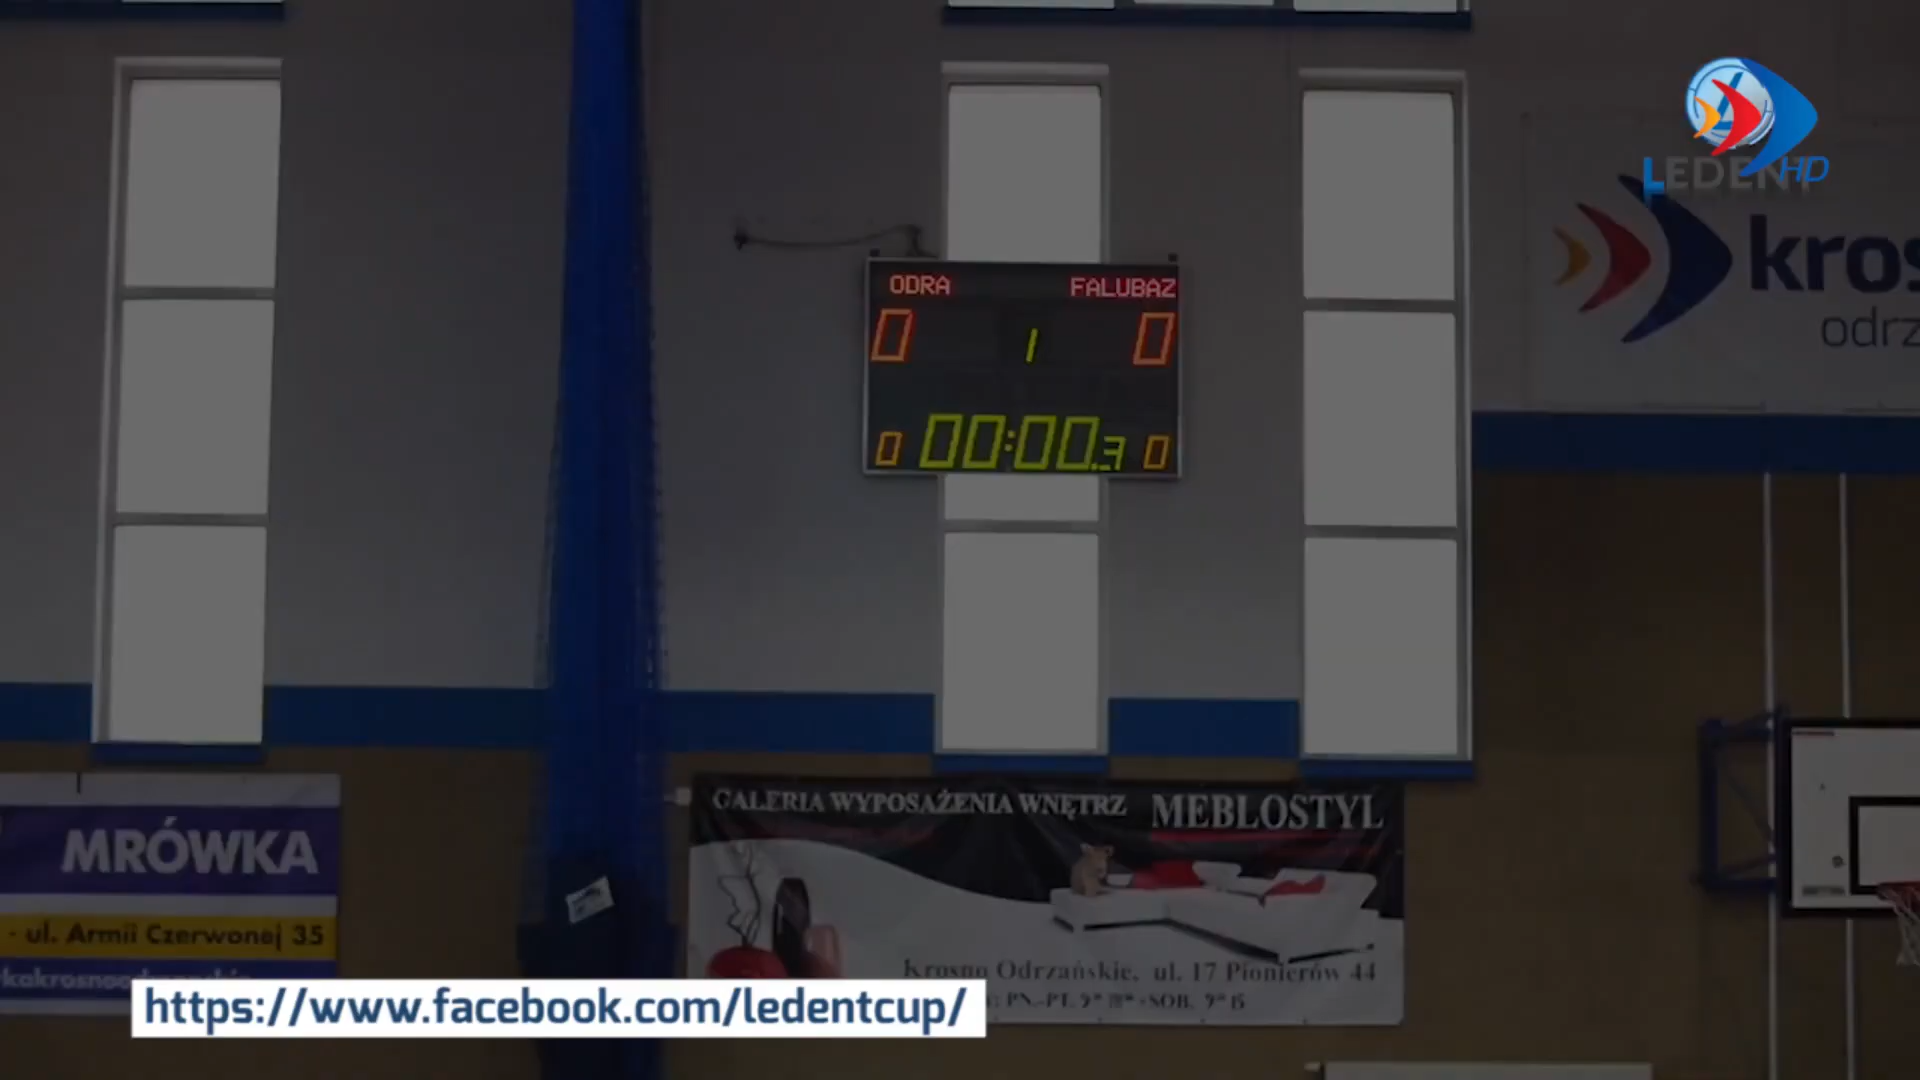 LEDENT
HD
kros
odrz
ODRA FALUBAZ
0 1 0
0 00:00.3 0
MRÓWKA
- ul. Armii Czerwonej 35
GALERIA WYPOSAŻENIA WNĘTRZ MEBLOSTYL
Krosno Odrzańskie, ul. 17 Pionierów 44
https://www.facebook.com/ledentcup/